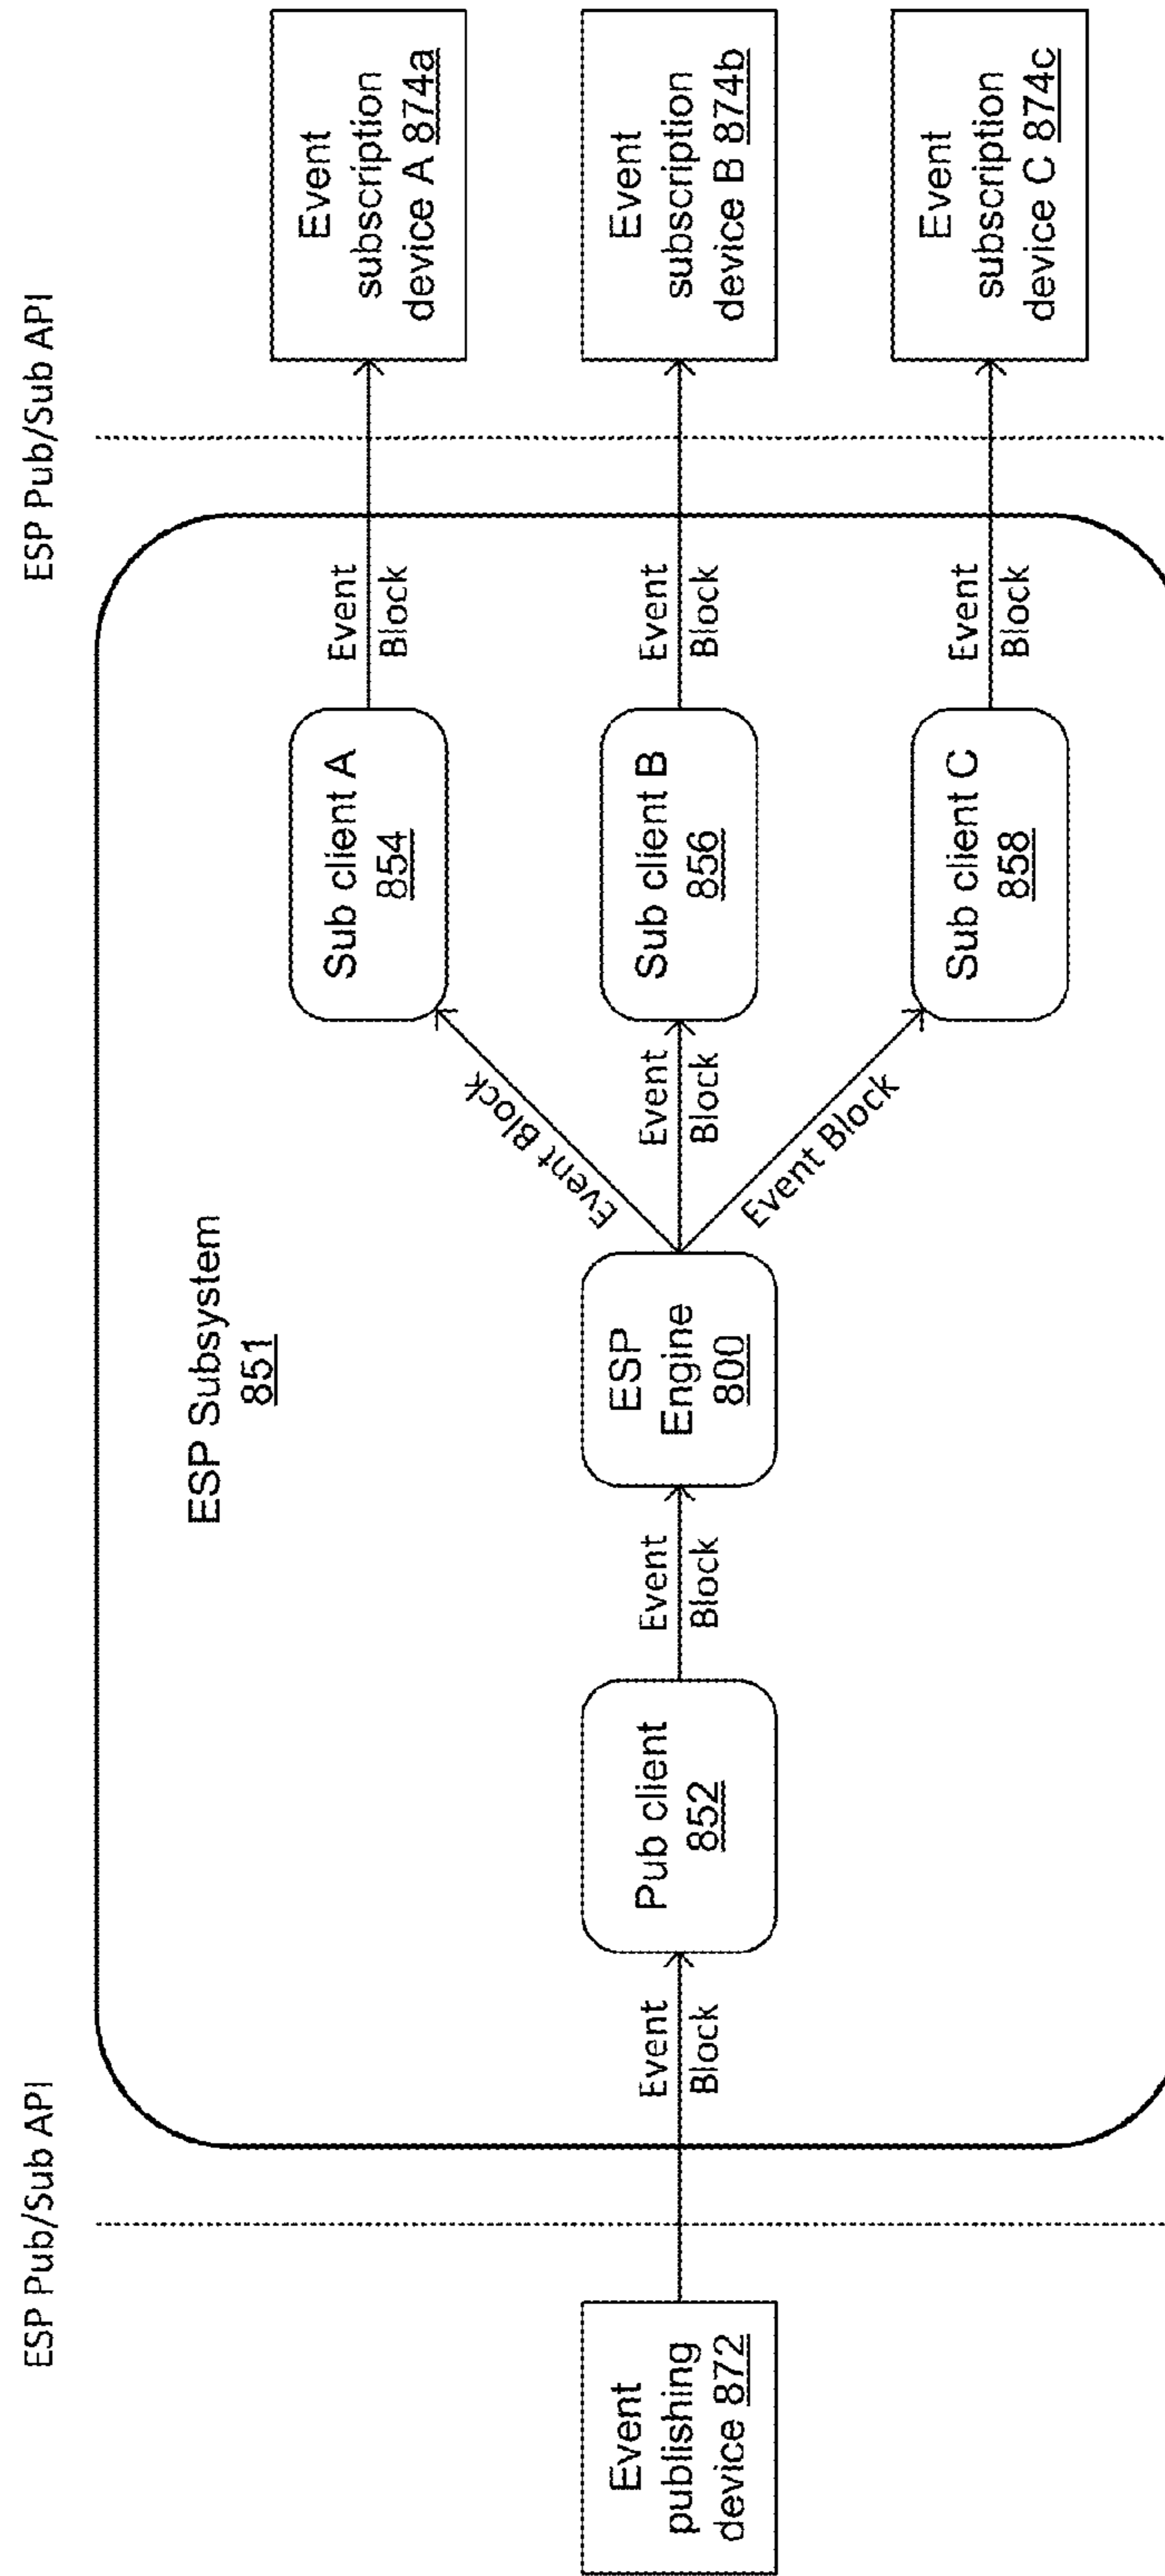 ESP Pub/Sub API
ESP Pub/Sub API
ESP Subsystem
851
Event
publishing
device 872
Event
Block
Pub client
852
Event
Block
ESP
Engine
800
Event Block
Event
Block
Event Block
Sub client A
854
Sub client B
856
Sub client C
858
Event
Block
Event
Block
Event
Block
Event
subscription
device A 874a
Event
subscription
device B 874b
Event
subscription
device C 874c